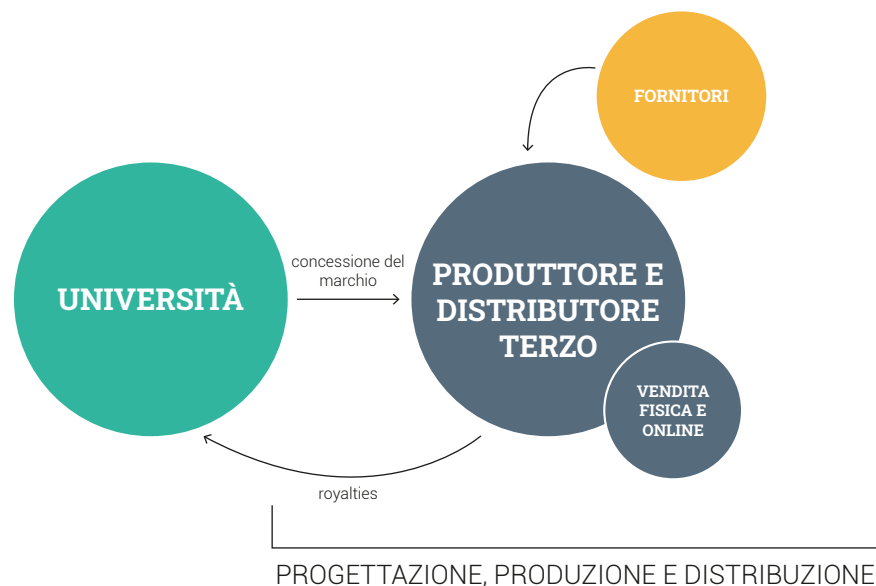 FORNITORI
UNIVERSITÀ
concessione del
marchio
PRODUTTORE E
DISTRIBUTORE
TERZO
VENDITA
FISICA E
ONLINE
royalties
PROGETTAZIONE, PRODUZIONE E DISTRIBUZIONE